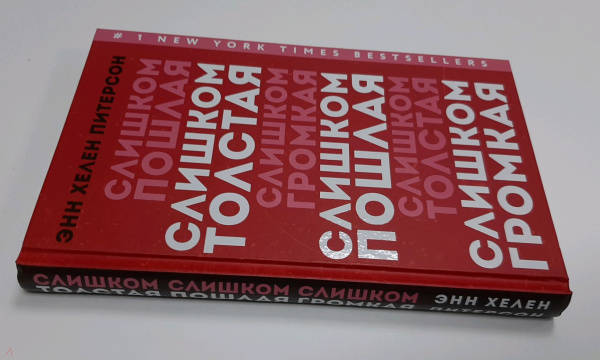 # 1 NEW YORK TIMES BESTSELLERS
ЭНН ХЕЛЕН ПИТЕРСОН
СЛИШКОМ
ПОШЛАЯ
СЛИШКОМ
ТОЛСТАЯ
СЛИШКОМ
ГРОМКАЯ
СЛИШКОМ
ПОШЛАЯ
СЛИШКОМ
ТОЛСТАЯ
СЛИШКОМ
ГРОМКАЯ
СЛИШКОМ СЛИШКОМ СЛИШКОМ
ТОЛСТАЯ ПОШЛАЯ ГРОМКАЯ
ЭНН ХЕЛЕН
ПИТЕРСОН